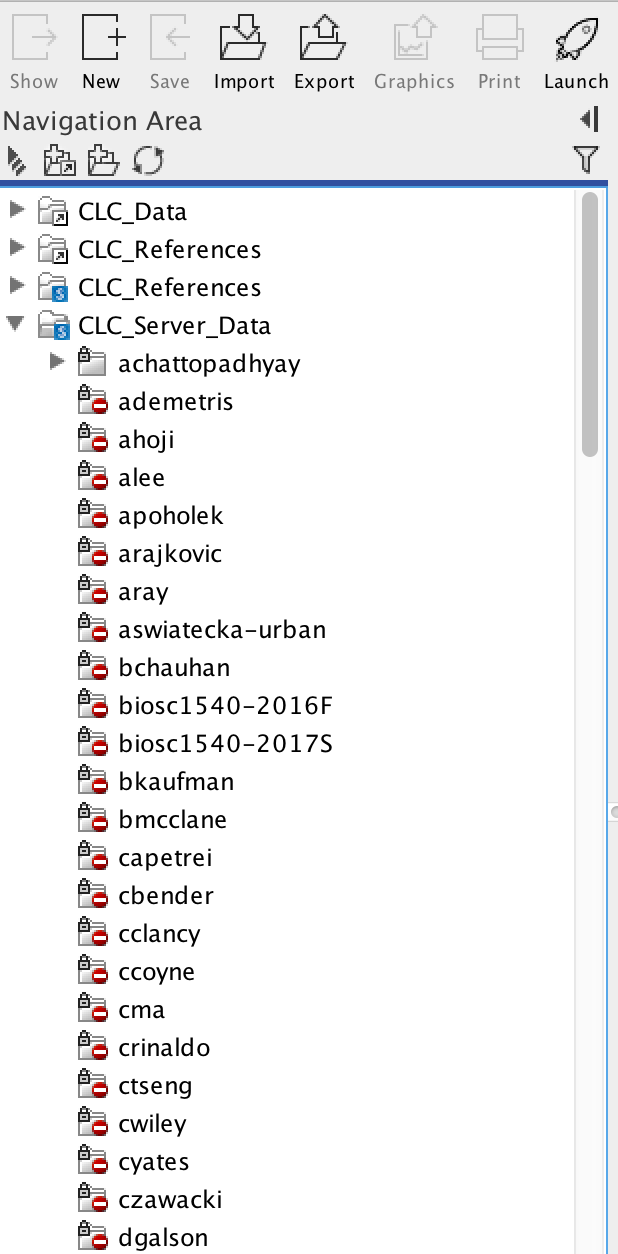 Show New Save Import Export Graphics Print Launch
Navigation Area
CLC_Data
CLC_References
CLC_References
CLC_Server_Data
achattopadhyay
ademetris
ahoji
alee
apoholek
arajkovic
aray
aswiatecka-urban
bchauhan
biosc1540-2016F
biosc1540-2017S
bkaufman
bmcclane
capetrei
cbender
cclancy
ccoyne
cma
crinaldo
ctseng
cwiley
cyates
czawacki
dgalson